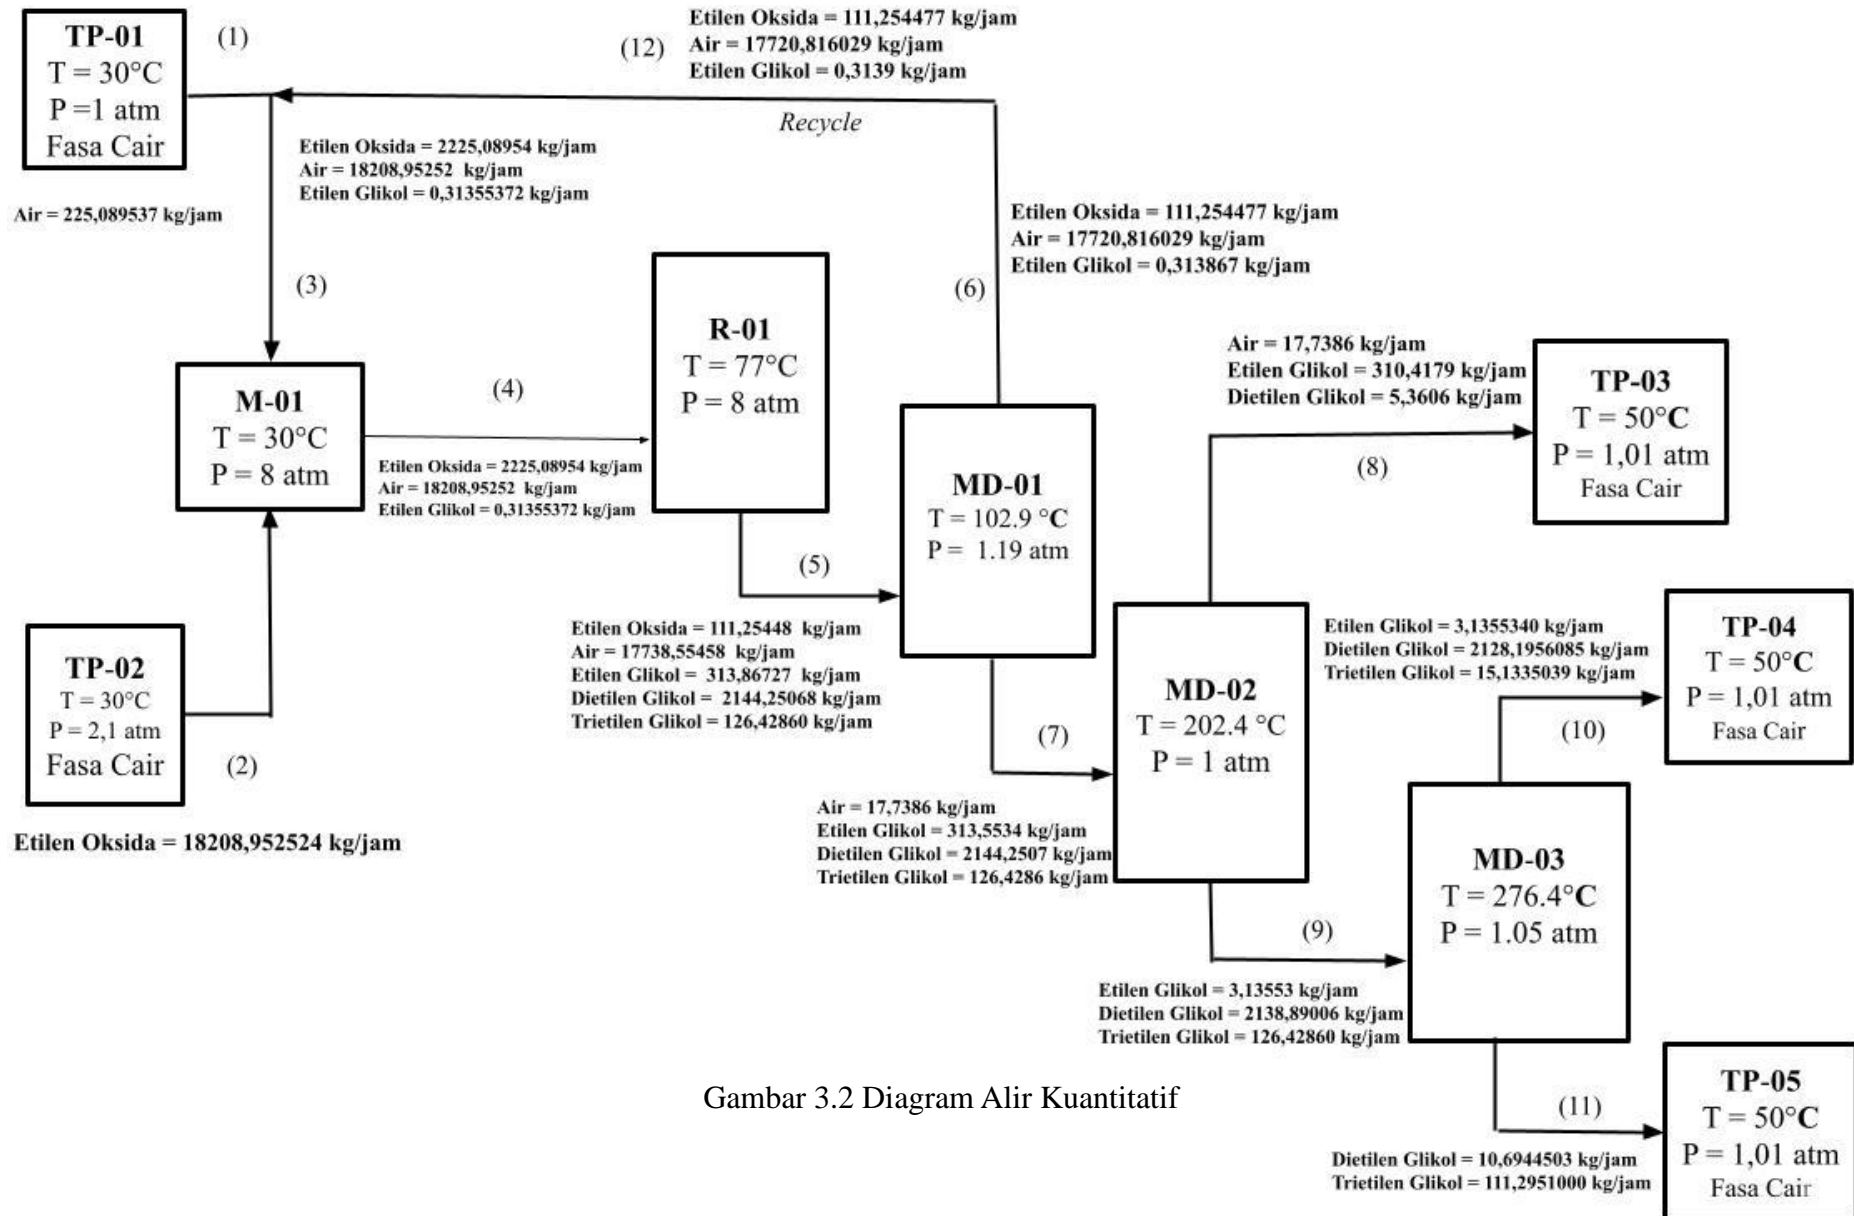 TP-01
T = 30°C
P =1 atm
Fasa Cair
(1)
Air = 225,089537 kg/jam
(12)
Etilen Oksida = 111,254477 kg/jam
Air = 17720,816029 kg/jam
Etilen Glikol = 0,3139 kg/jam
Recycle
Etilen Oksida = 2225,08954 kg/jam
Air = 18208,95252 kg/jam
Etilen Glikol = 0,31355372 kg/jam
(3)
Etilen Oksida = 111,254477 kg/jam
Air = 17720,816029 kg/jam
Etilen Glikol = 0,313867 kg/jam
(6)
M-01
T = 30°C
P = 8 atm
(4)
Etilen Oksida = 2225,08954 kg/jam
Air = 18208,95252 kg/jam
Etilen Glikol = 0,31355372 kg/jam
R-01
T = 77°C
P = 8 atm
(5)
Etilen Oksida = 111,25448 kg/jam
Air = 17738,55458 kg/jam
Etilen Glikol = 313,86727 kg/jam
Dietilen Glikol = 2144,25068 kg/jam
Trietilen Glikol = 126,42860 kg/jam
MD-01
T = 102.9 °C
P = 1.19 atm
Air = 17,7386 kg/jam
Etilen Glikol = 310,4179 kg/jam
Dietilen Glikol = 5,3606 kg/jam
(8)
TP-03
T = 50°C
P = 1,01 atm
Fasa Cair
TP-02
T = 30°C
P = 2,1 atm
Fasa Cair
(2)
Etilen Oksida = 18208,952524 kg/jam
(7)
Air = 17,7386 kg/jam
Etilen Glikol = 313,5534 kg/jam
Dietilen Glikol = 2144,2507 kg/jam
Trietilen Glikol = 126,4286 kg/jam
MD-02
T = 202.4 °C
P = 1 atm
Etilen Glikol = 3,1355340 kg/jam
Dietilen Glikol = 2128,1956085 kg/jam
Trietilen Glikol = 15,1335039 kg/jam
(10)
TP-04
T = 50°C
P = 1,01 atm
Fasa Cair
(9)
Etilen Glikol = 3,13553 kg/jam
Dietilen Glikol = 2138,89006 kg/jam
Trietilen Glikol = 126,42860 kg/jam
MD-03
T = 276.4°C
P = 1.05 atm
(11)
Dietilen Glikol = 10,6944503 kg/jam
Trietilen Glikol = 111,2951000 kg/jam
TP-05
T = 50°C
P = 1,01 atm
Fasa Cair
Gambar 3.2 Diagram Alir Kuantitatif